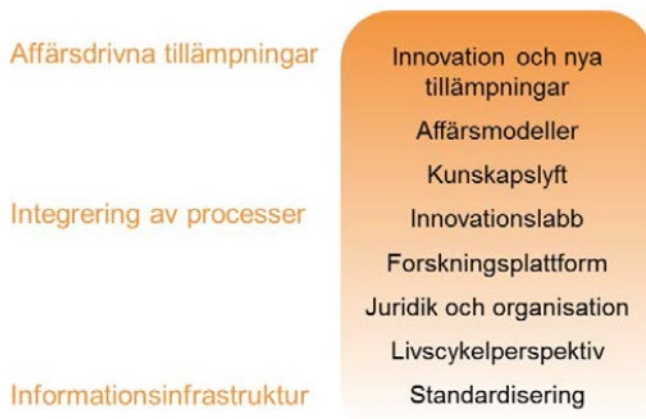 Affärsdrivna tillämpningar
Innovation och nya
tillämpningar
Affärsmodeller
Kunskapslyft
Integrering av processer
Innovationslabb
Forskningsplattform
Juridik och organisation
Livscykelperspektiv
Informationsinfrastruktur
Standardisering